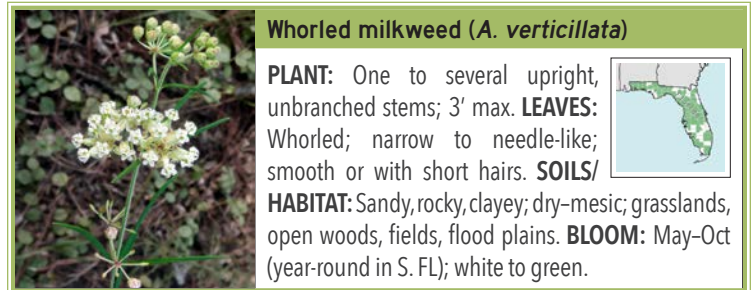 Whorled milkweed (A. verticillata)
PLANT: One to several upright,
unbranched stems; 3’ max. LEAVES:
Whorled; narrow to needle-like;
smooth or with short hairs. SOILS/
HABITAT: Sandy, rocky, clayey; dry–mesic; grasslands,
open woods, fields, flood plains. BLOOM: May–Oct
(year-round in S. FL); white to green.